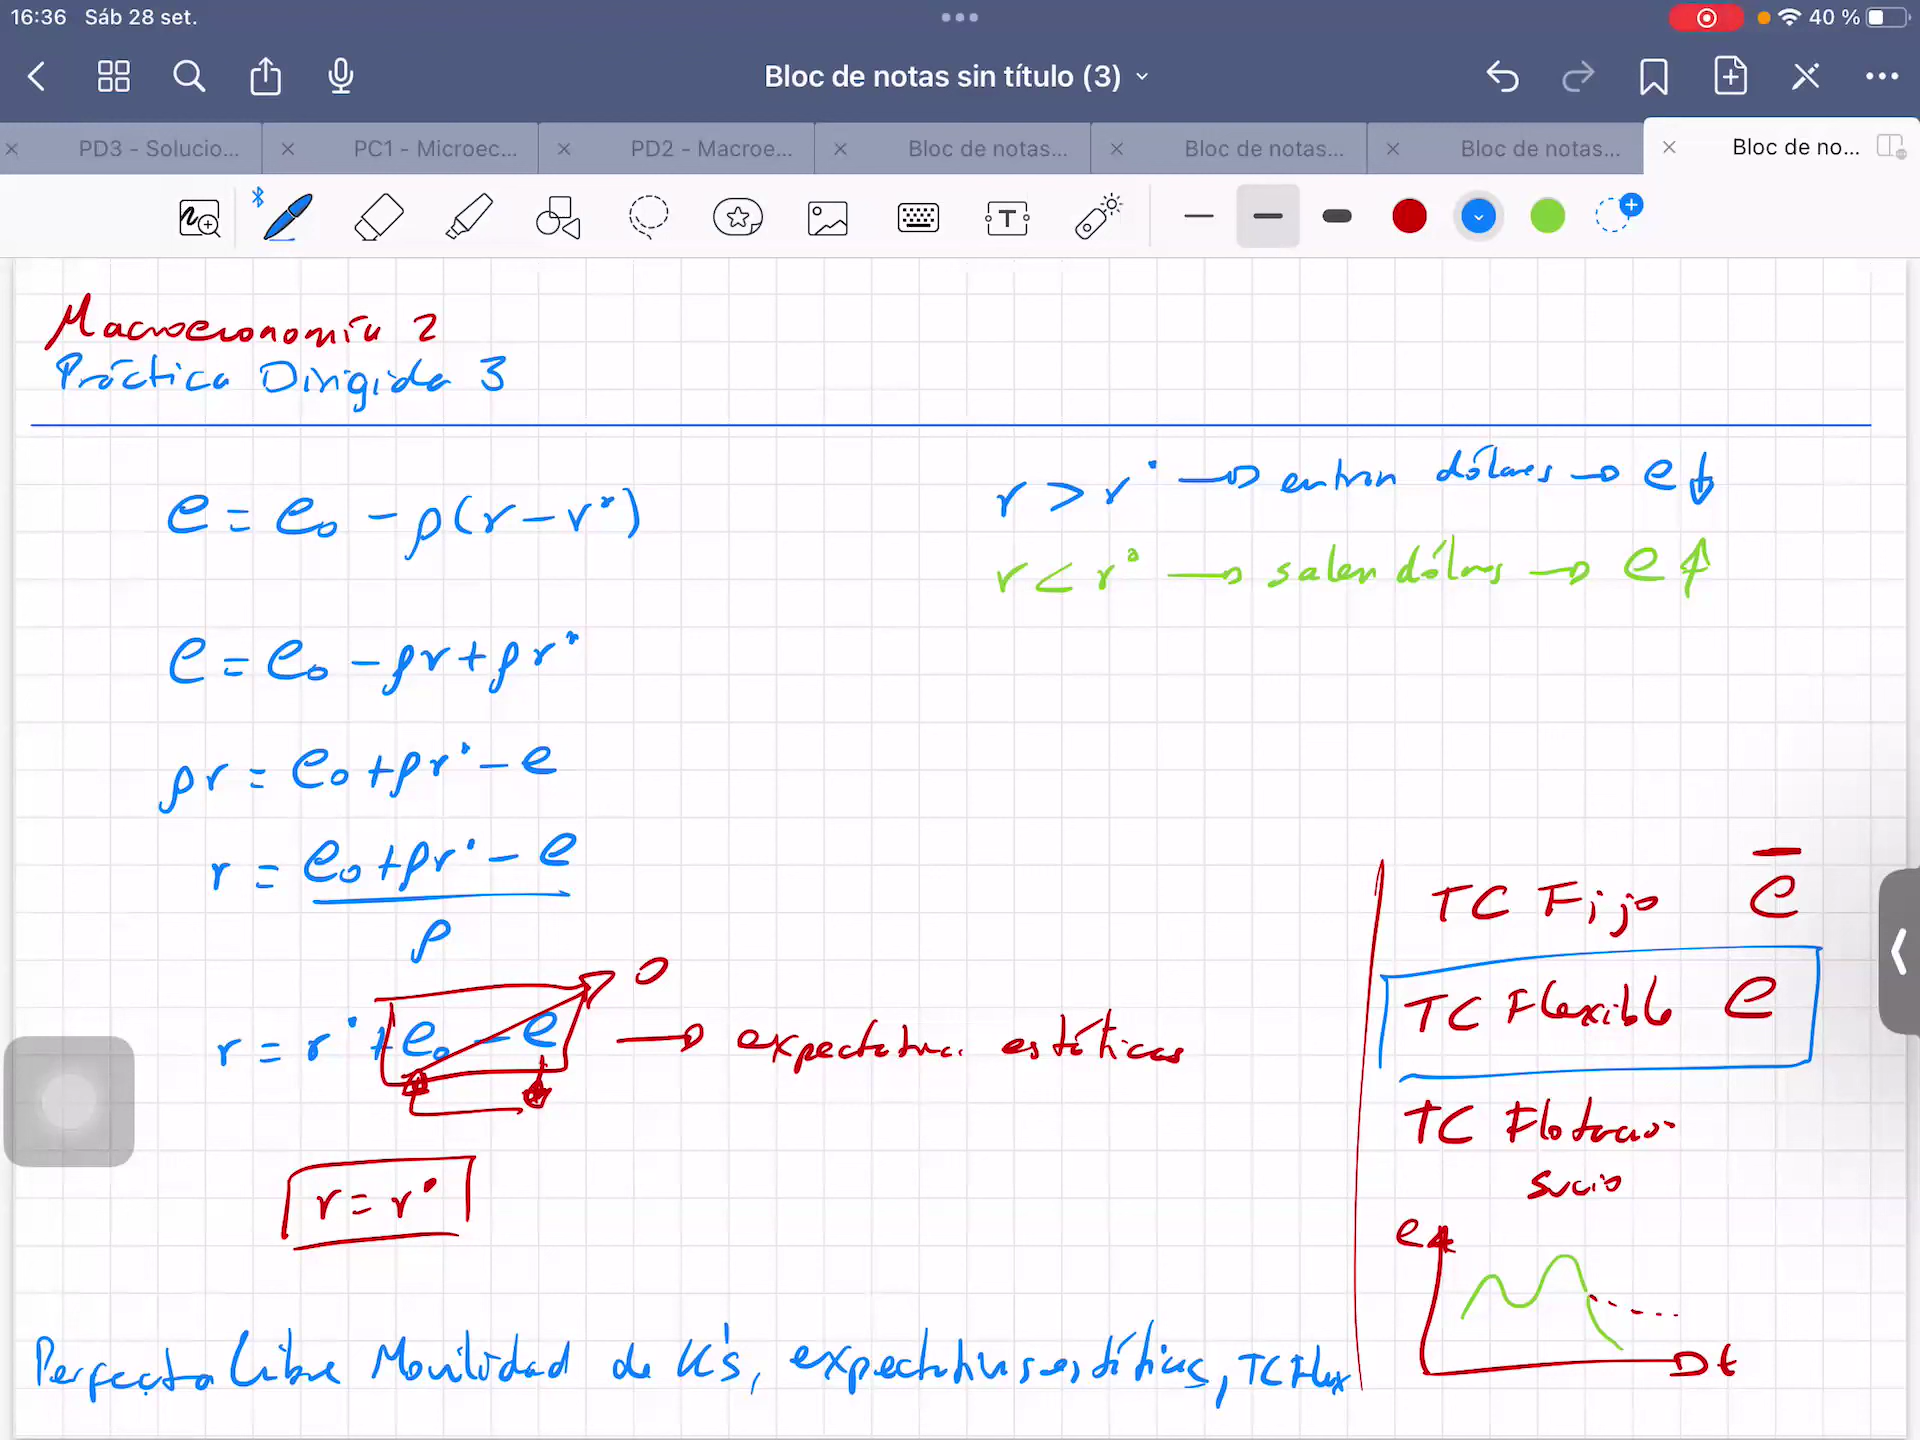 16:36 Sáb 28 set. 40 %
Bloc de notas sin título (3)
PD3 - Solucio... PC1 - Microec... PD2 - Macroe... Bloc de notas... Bloc de notas... Bloc de notas... Bloc de no...
Macroeconomía 2
Práctica Dirigida 3
e = e₀ - ρ(r - r*)
r > r* → entran dólares → e ↓
r < r* → salen dólares → e ↑
e = e₀ - ρr + ρr*
ρr = e₀ + ρr* - e
r = e₀ + ρr* - e
ρ
r = r* + e₀ - e → expectativa estáticas
0
r = r*
Perfecta Libre Movilidad de K's, expectativas estáticas, TC Flex
TC Fijo e̅
TC Flexible e
TC Flotación
sucio
e
t